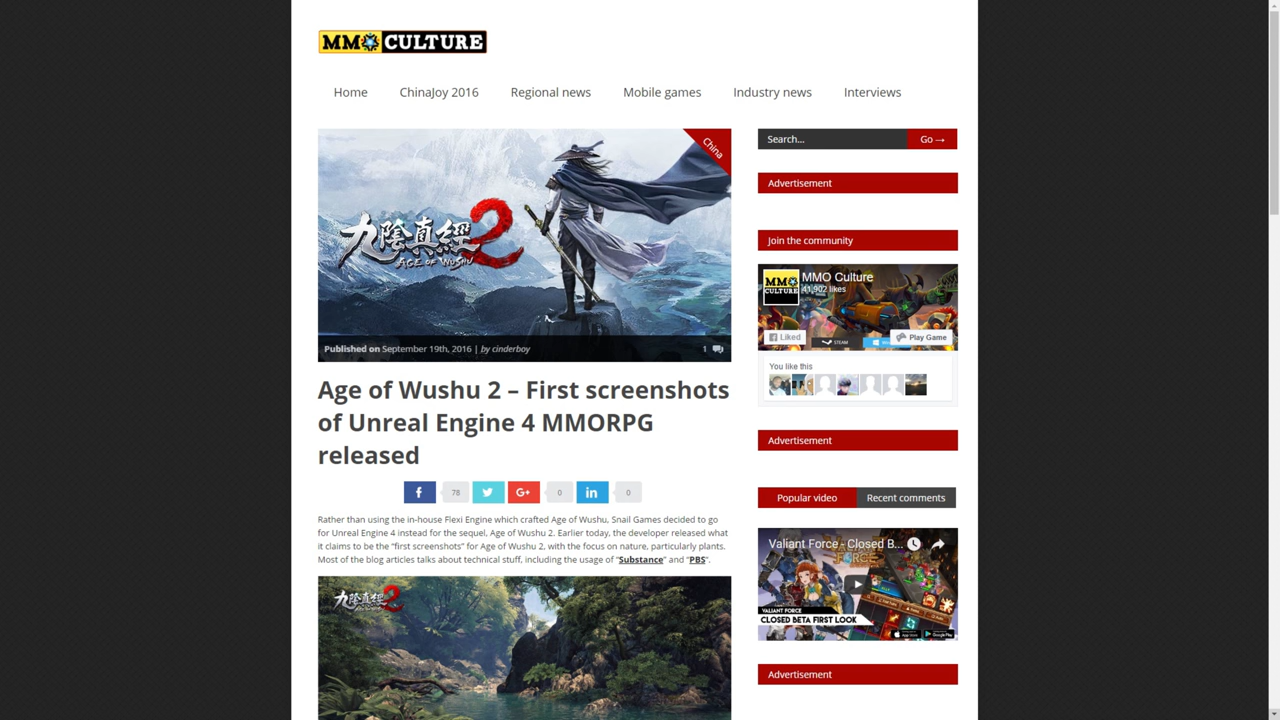 MMO CULTURE
Home
ChinaJoy 2016
Regional news
Mobile games
Industry news
Interviews
China
九陰真經2
AGE OF WUSHU
Published on September 19th, 2016 | by cinderboy
1
Age of Wushu 2 – First screenshots
of Unreal Engine 4 MMORPG
released
78
0
0
Rather than using the in-house Flexi Engine which crafted Age of Wushu, Snail Games decided to go
for Unreal Engine 4 instead for the sequel, Age of Wushu 2. Earlier today, the developer released what
it claims to be the "first screenshots" for Age of Wushu 2, with the focus on nature, particularly plants.
Most of the blog articles talks about technical stuff, including the usage of "Substance" and "PBS".
九陰真經2
Search...
Go →
Advertisement
Join the community
MMO CULTURE
MMO Culture
41,902 likes
Liked
STEAM
Play Game
You like this
Advertisement
Popular video
Recent comments
Valiant Force - Closed B...
FORCE
VALIANT FORCE
CLOSED BETA FIRST LOOK
App Store
Google Play
Advertisement